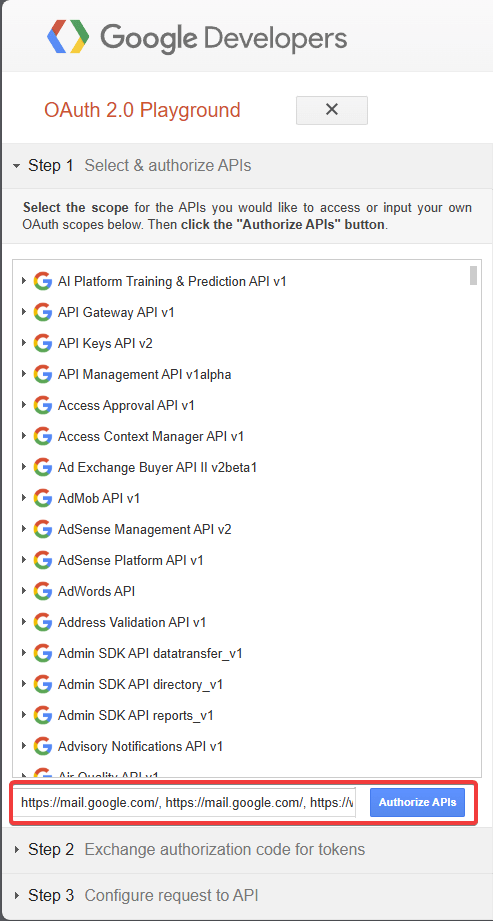 Google Developers
OAuth 2.0 Playground
Step 1 Select & authorize APIs
Select the scope for the APIs you would like to access or input your own
OAuth scopes below. Then click the "Authorize APIs" button.
AI Platform Training & Prediction API v1
API Gateway API v1
API Keys API v2
API Management API v1alpha
Access Approval API v1
Access Context Manager API v1
Ad Exchange Buyer API II v2beta1
AdMob API v1
AdSense Management API v2
AdSense Platform API v1
AdWords API
Address Validation API v1
Admin SDK API datatransfer_v1
Admin SDK API directory_v1
Admin SDK API reports_v1
Advisory Notifications API v1
Air Quality API v1
https://mail.google.com/, https://mail.google.com/, https://
Authorize APIs
Step 2 Exchange authorization code for tokens
Step 3 Configure request to API